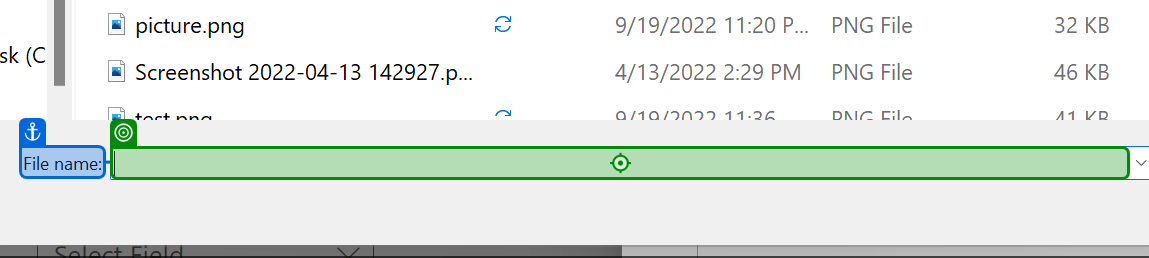 picture.png 9/19/2022 11:20 P... PNG File 32 KB
sk (C
Screenshot 2022-04-13 142927.p... 4/13/2022 2:29 PM PNG File 46 KB
test.png 9/19/2022 11:36 PNG File 41 KB
File name:
Select Field